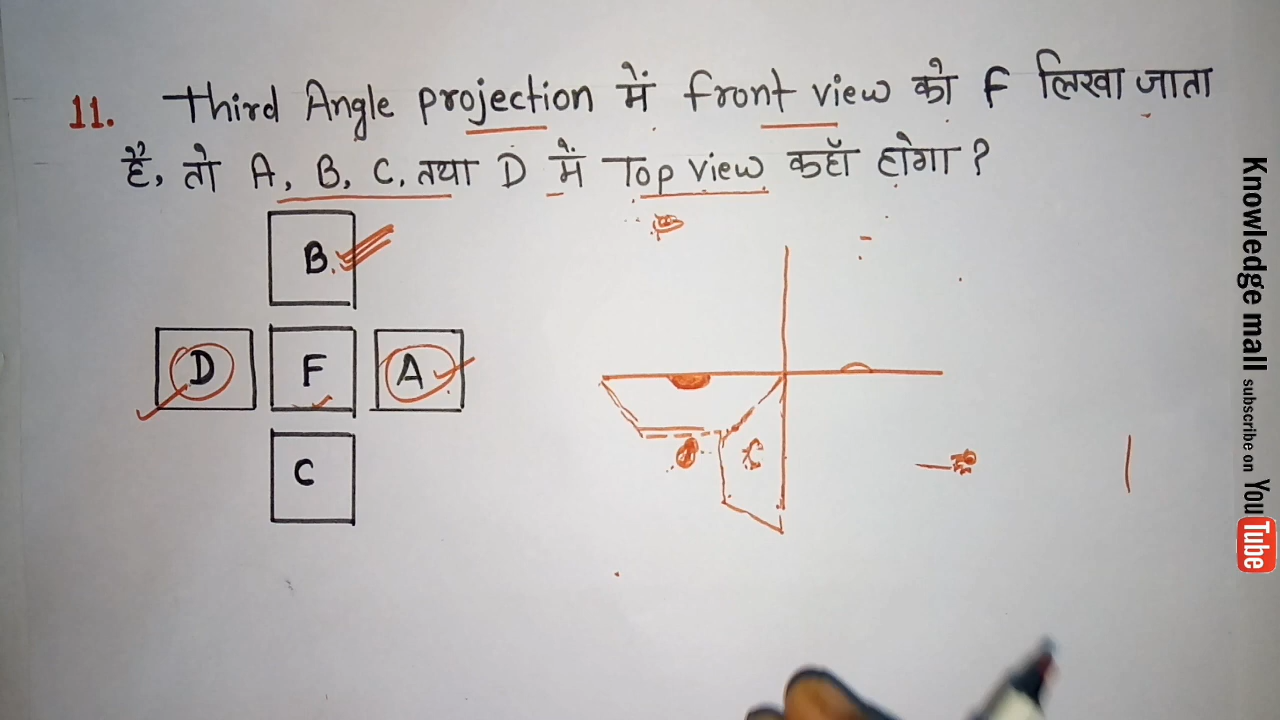 11. Third Angle projection में front view को F लिखा जाता
है, तो A, B, C, तथा D में Top view कहाँ होगा ?
B
D F A
C
C
Knowledge mall subscribe on YouTube